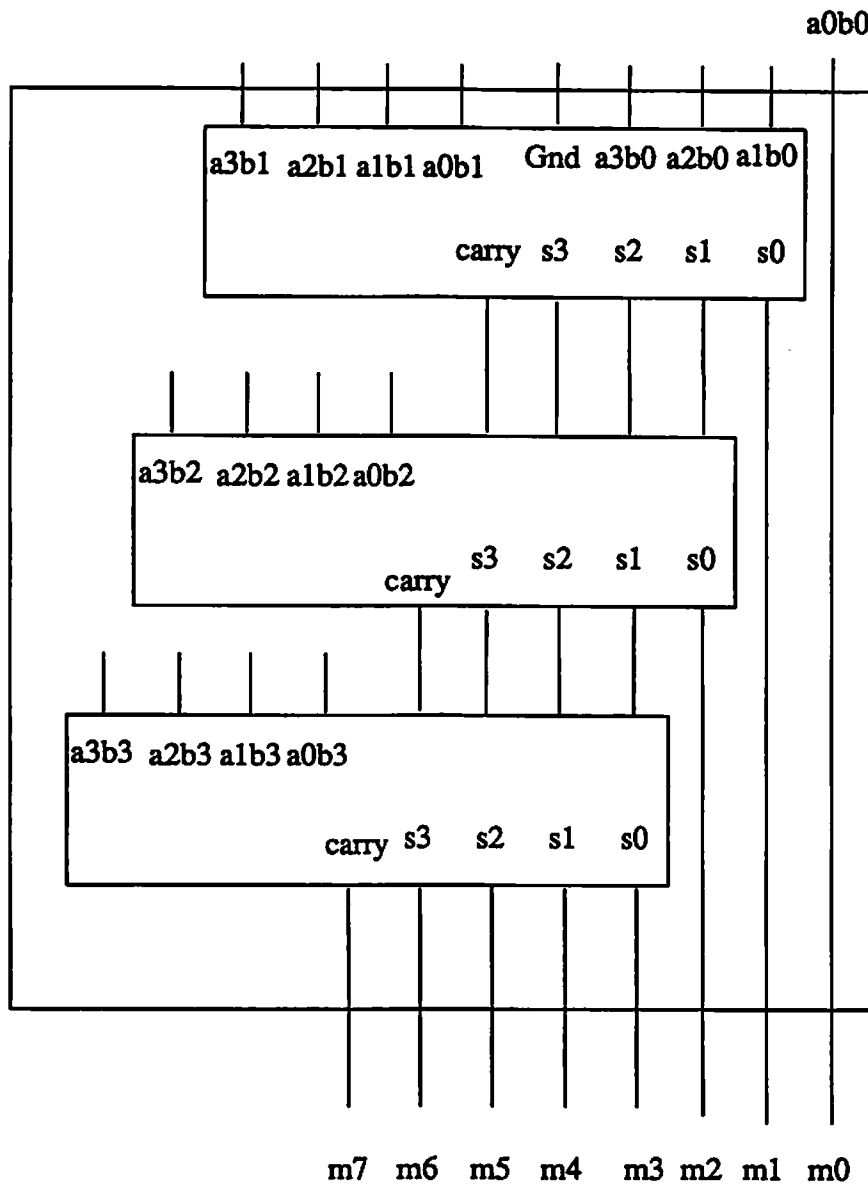 a0b0
a3b1 a2b1 a1b1 a0b1 Gnd a3b0 a2b0 a1b0
carry s3 s2 s1 s0
a3b2 a2b2 a1b2 a0b2
s3 s2 s1 s0
carry
a3b3 a2b3 a1b3 a0b3
carry s3 s2 s1 s0
m7 m6 m5 m4 m3 m2 m1 m0